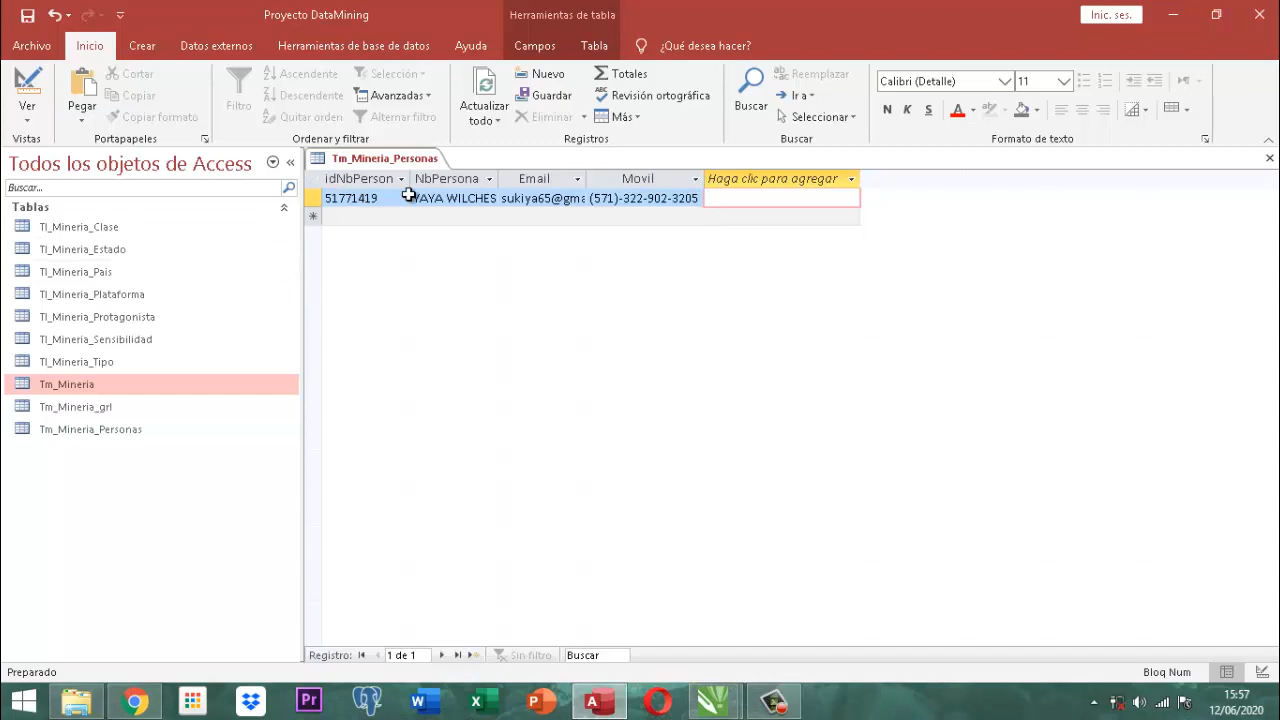 Proyecto DataMining
Herramientas de tabla
Inic. ses.
Archivo Inicio Crear Datos externos Herramientas de base de datos Ayuda Campos Tabla ¿Qué desea hacer?
Ver
Vistas
Pegar
Cortar
Copiar
Copiar formato
Portapapeles
Filtro
Ascendente
Descendente
Quitar orden
Selección
Avanzadas
Alternar filtro
Ordenar y filtrar
Actualizar
todo
Nuevo
Guardar
Eliminar
Totales
Revisión ortográfica
Más
Registros
Buscar
Reemplazar
Ir a
Seleccionar
Buscar
Calibri (Detalle) 11
N K S
Formato de texto
Todos los objetos de Access
Buscar...
Tablas
Tl_Mineria_Clase
Tl_Mineria_Estado
Tl_Mineria_Pais
Tl_Mineria_Plataforma
Tl_Mineria_Protagonista
Tl_Mineria_Sensibilidad
Tl_Mineria_Tipo
Tm_Mineria
Tm_Mineria_grl
Tm_Mineria_Personas
Tm_Mineria_Personas
idNbPerson NbPersona Email Movil Haga clic para agregar
51771419 WILCHES sukiya65@gma (571)-322-902-3205
Registro: 1 de 1 Sin filtro Buscar
Preparado
Bloq Num
Pr
15:57
12/06/2020